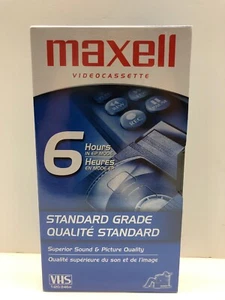 maxell
VIDEOCASSETTE
6 Hours
IN EP MODE
Heures
EN MODE EP
STANDARD GRADE
QUALITÉ STANDARD
Superior Sound & Picture Quality
Qualité supérieure du son et de l'image
VHS